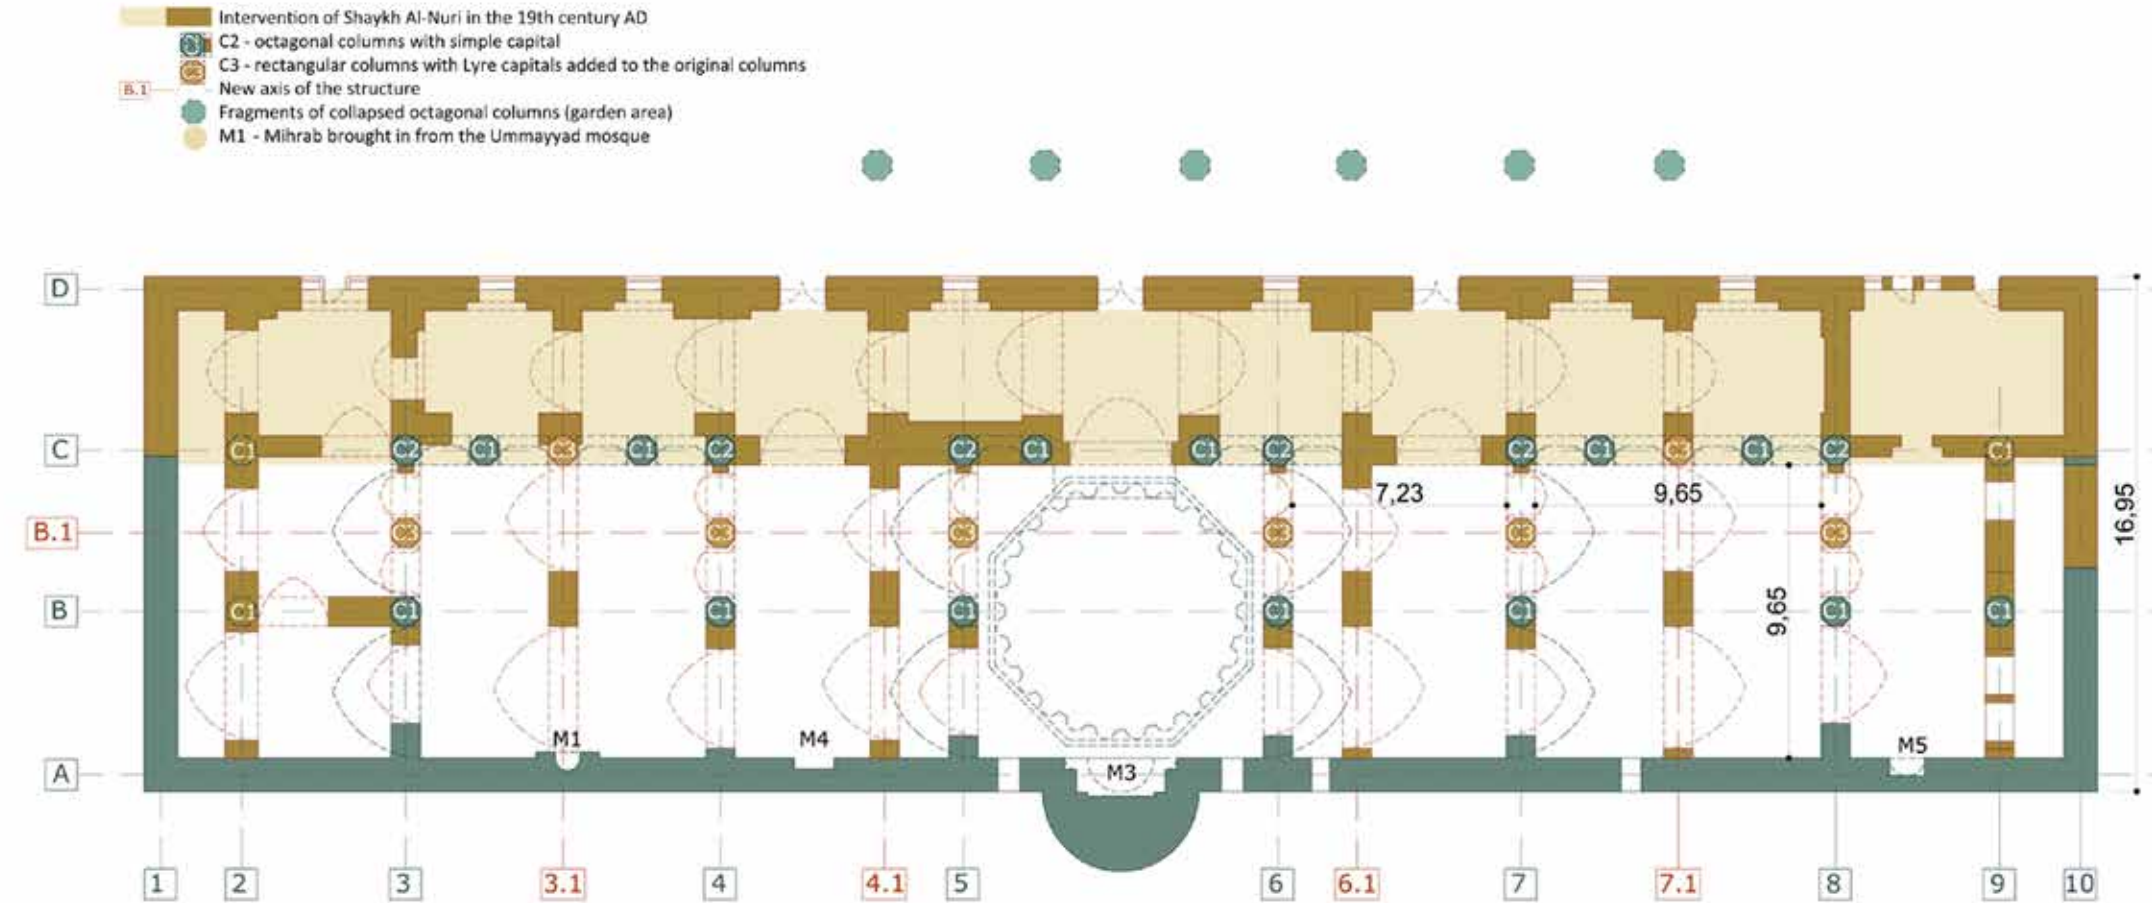 Intervention of Shaykh Al-Nuri in the 19th century AD
C2 - octagonal columns with simple capital
C3 - rectangular columns with Lyre capitals added to the original columns
B.1 New axis of the structure
Fragments of collapsed octagonal columns (garden area)
M1 - Mihrab brought in from the Ummayyad mosque
D
C C1 C2 C1 C3 C1 C2 C2 C1 C1 C2 C2 C1 C3 C1 C2 C1
7,23 9,65
16,95
B.1 C3 C3 C3 C3 C3 C3
B C1 C1 C1 C1 C1 C1 C1 C1
9,65
M1 M4 M5
A M3
1 2 3 3.1 4 4.1 5 6 6.1 7 7.1 8 9 10